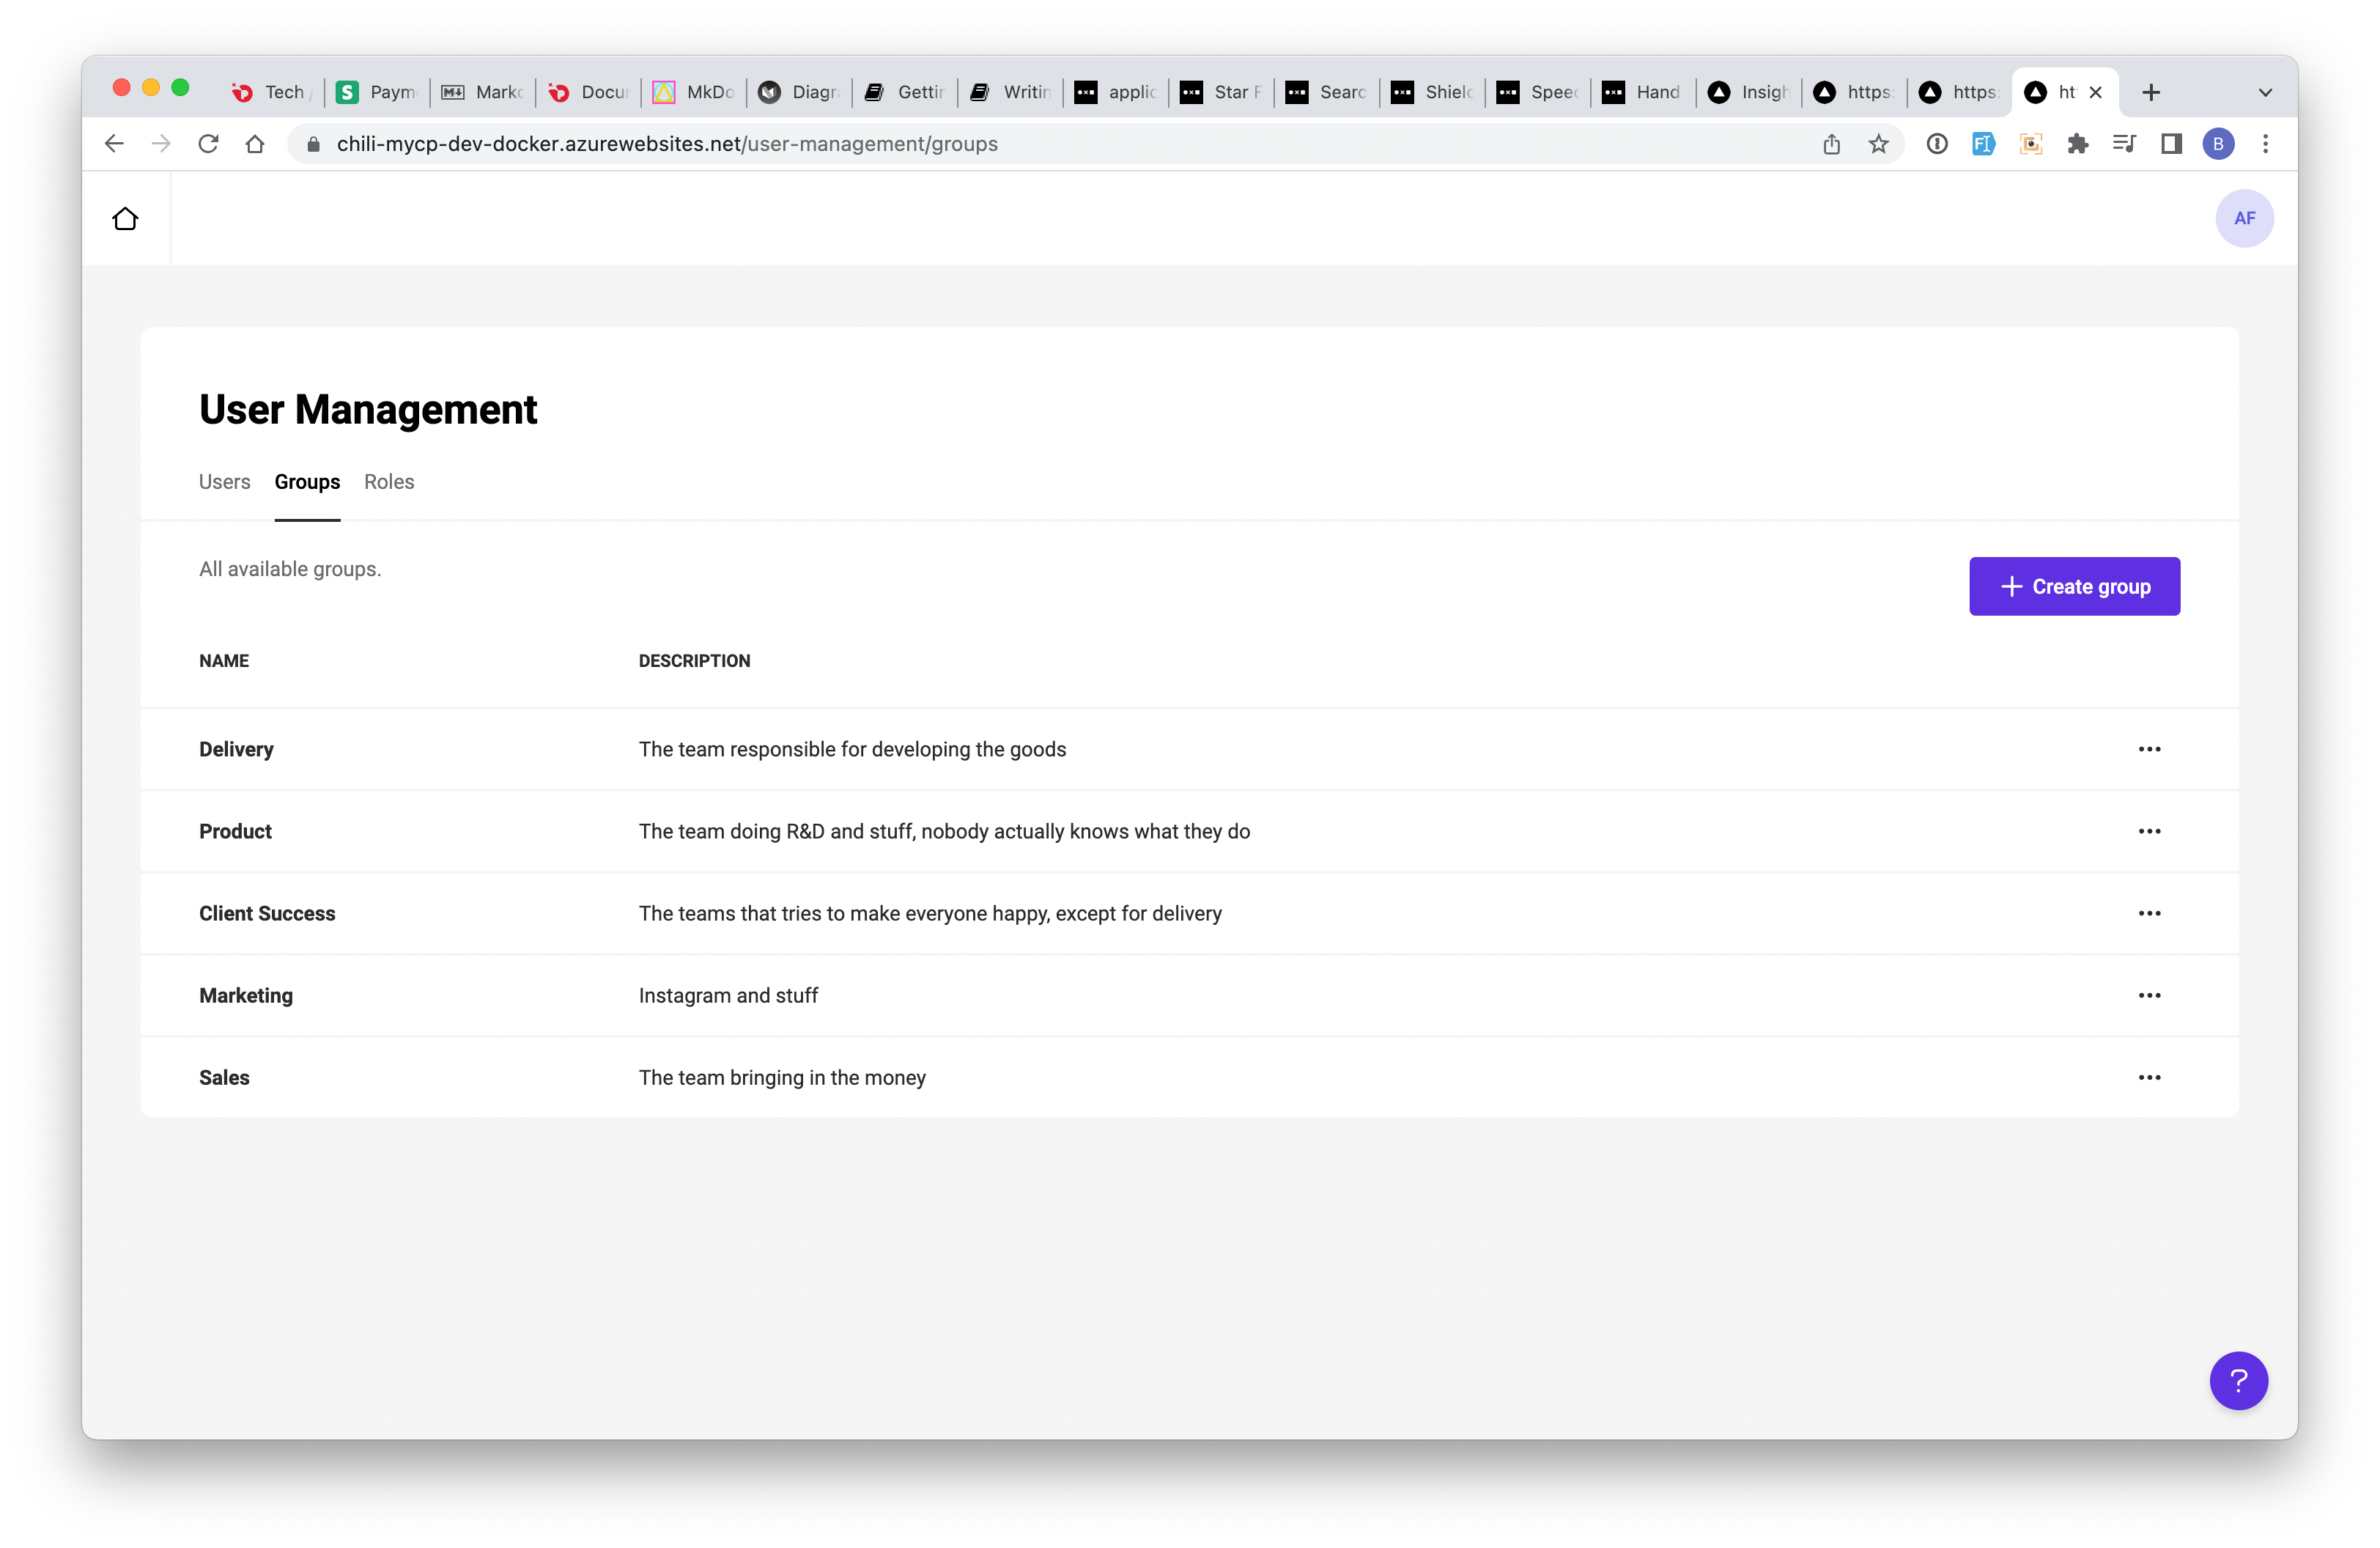 Tech Paym Mark Docu MkDo Diagr Gettin Writin applic Star F Searc Shield Speed Hand Insigh https: https: ht
chili-mycp-dev-docker.azurewebsites.net/user-management/groups
B
AF
User Management
Users Groups Roles
All available groups.
Create group
NAME DESCRIPTION
Delivery The team responsible for developing the goods
Product The team doing R&D and stuff, nobody actually knows what they do
Client Success The teams that tries to make everyone happy, except for delivery
Marketing Instagram and stuff
Sales The team bringing in the money
?